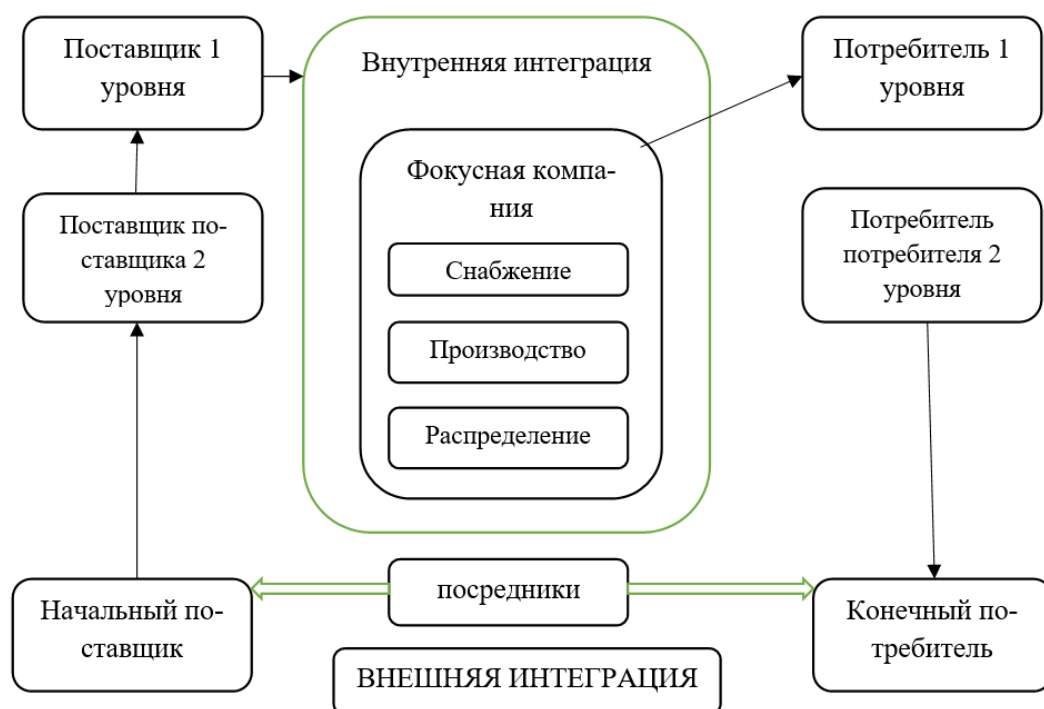 Поставщик 1
уровня
Внутренняя интеграция
Потребитель 1
уровня
Фокусная компа-
ния
Поставщик по-
ставщика 2
уровня
Потребитель
потребителя 2
уровня
Снабжение
Производство
Распределение
посредники
Начальный по-
ставщик
Конечный по-
требитель
ВНЕШНЯЯ ИНТЕГРАЦИЯ